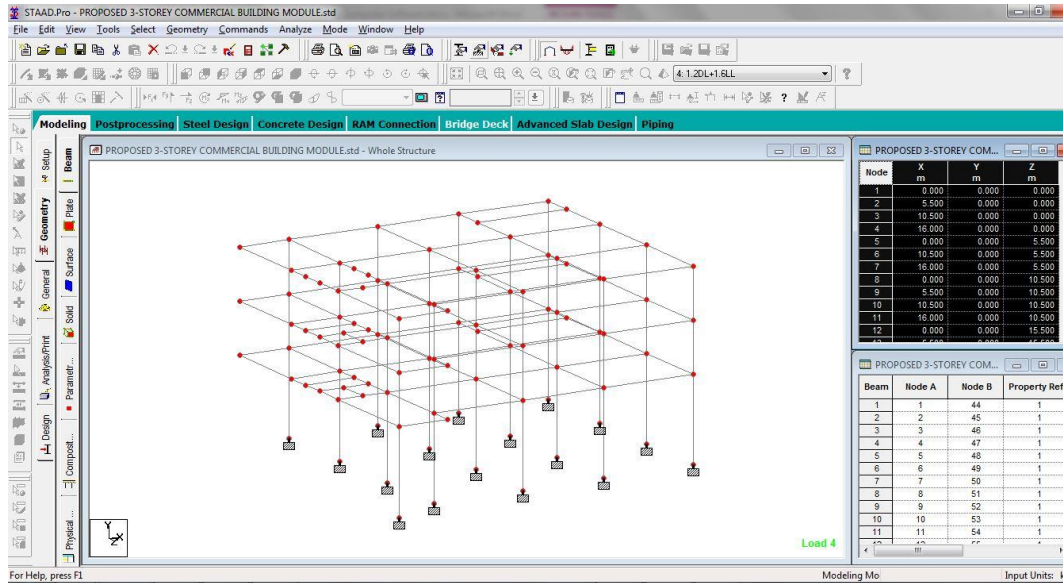 STAAD.Pro - PROPOSED 3-STOREY COMMERCIAL BUILDING MODULE.std
File Edit View Tools Select Geometry Commands Analyze Mode Window Help
4: 1.2DL+1.6LL
Modeling Postprocessing Steel Design Concrete Design RAM Connection Bridge Deck Advanced Slab Design Piping
Setup
Geometry
General
Analysis/Print
Design
Beam
Plate
Surface
Solid
Parametr...
Composit...
Physical ...
PROPOSED 3-STOREY COMMERCIAL BUILDING MODULE.std - Whole Structure
Y
X
Z
Load 4
PROPOSED 3-STOREY COM...
Node X m Y m Z m
1 0.000 0.000 0.000
2 5.500 0.000 0.000
3 10.500 0.000 0.000
4 16.000 0.000 0.000
5 0.000 0.000 5.500
6 10.500 0.000 5.500
7 16.000 0.000 5.500
8 0.000 0.000 10.500
9 5.500 0.000 10.500
10 10.500 0.000 10.500
11 16.000 0.000 10.500
12 0.000 0.000 15.500
PROPOSED 3-STOREY COM...
Beam Node A Node B Property Ref
1 1 44 1
2 2 45 1
3 3 46 1
4 4 47 1
5 5 48 1
6 6 49 1
7 7 50 1
8 8 51 1
9 9 52 1
10 10 53 1
11 11 54 1
For Help, press F1
Modeling Mo
Input Units: